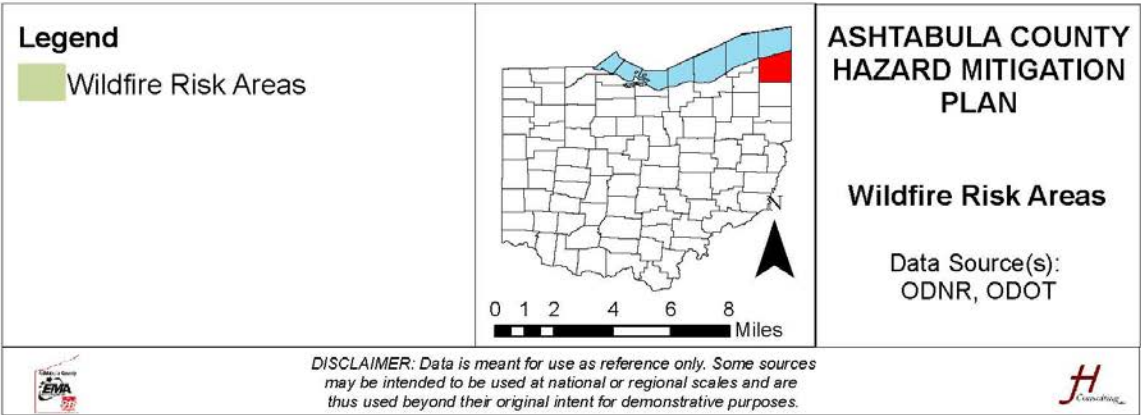 Legend
Wildfire Risk Areas
N
0 1 2 4 6 8
Miles
ASHTABULA COUNTY
HAZARD MITIGATION
PLAN
Wildfire Risk Areas
Data Source(s):
ODNR, ODOT
EMA
DISCLAIMER: Data is meant for use as reference only. Some sources
may be intended to be used at national or regional scales and are
thus used beyond their original intent for demonstrative purposes.
JH
Consulting